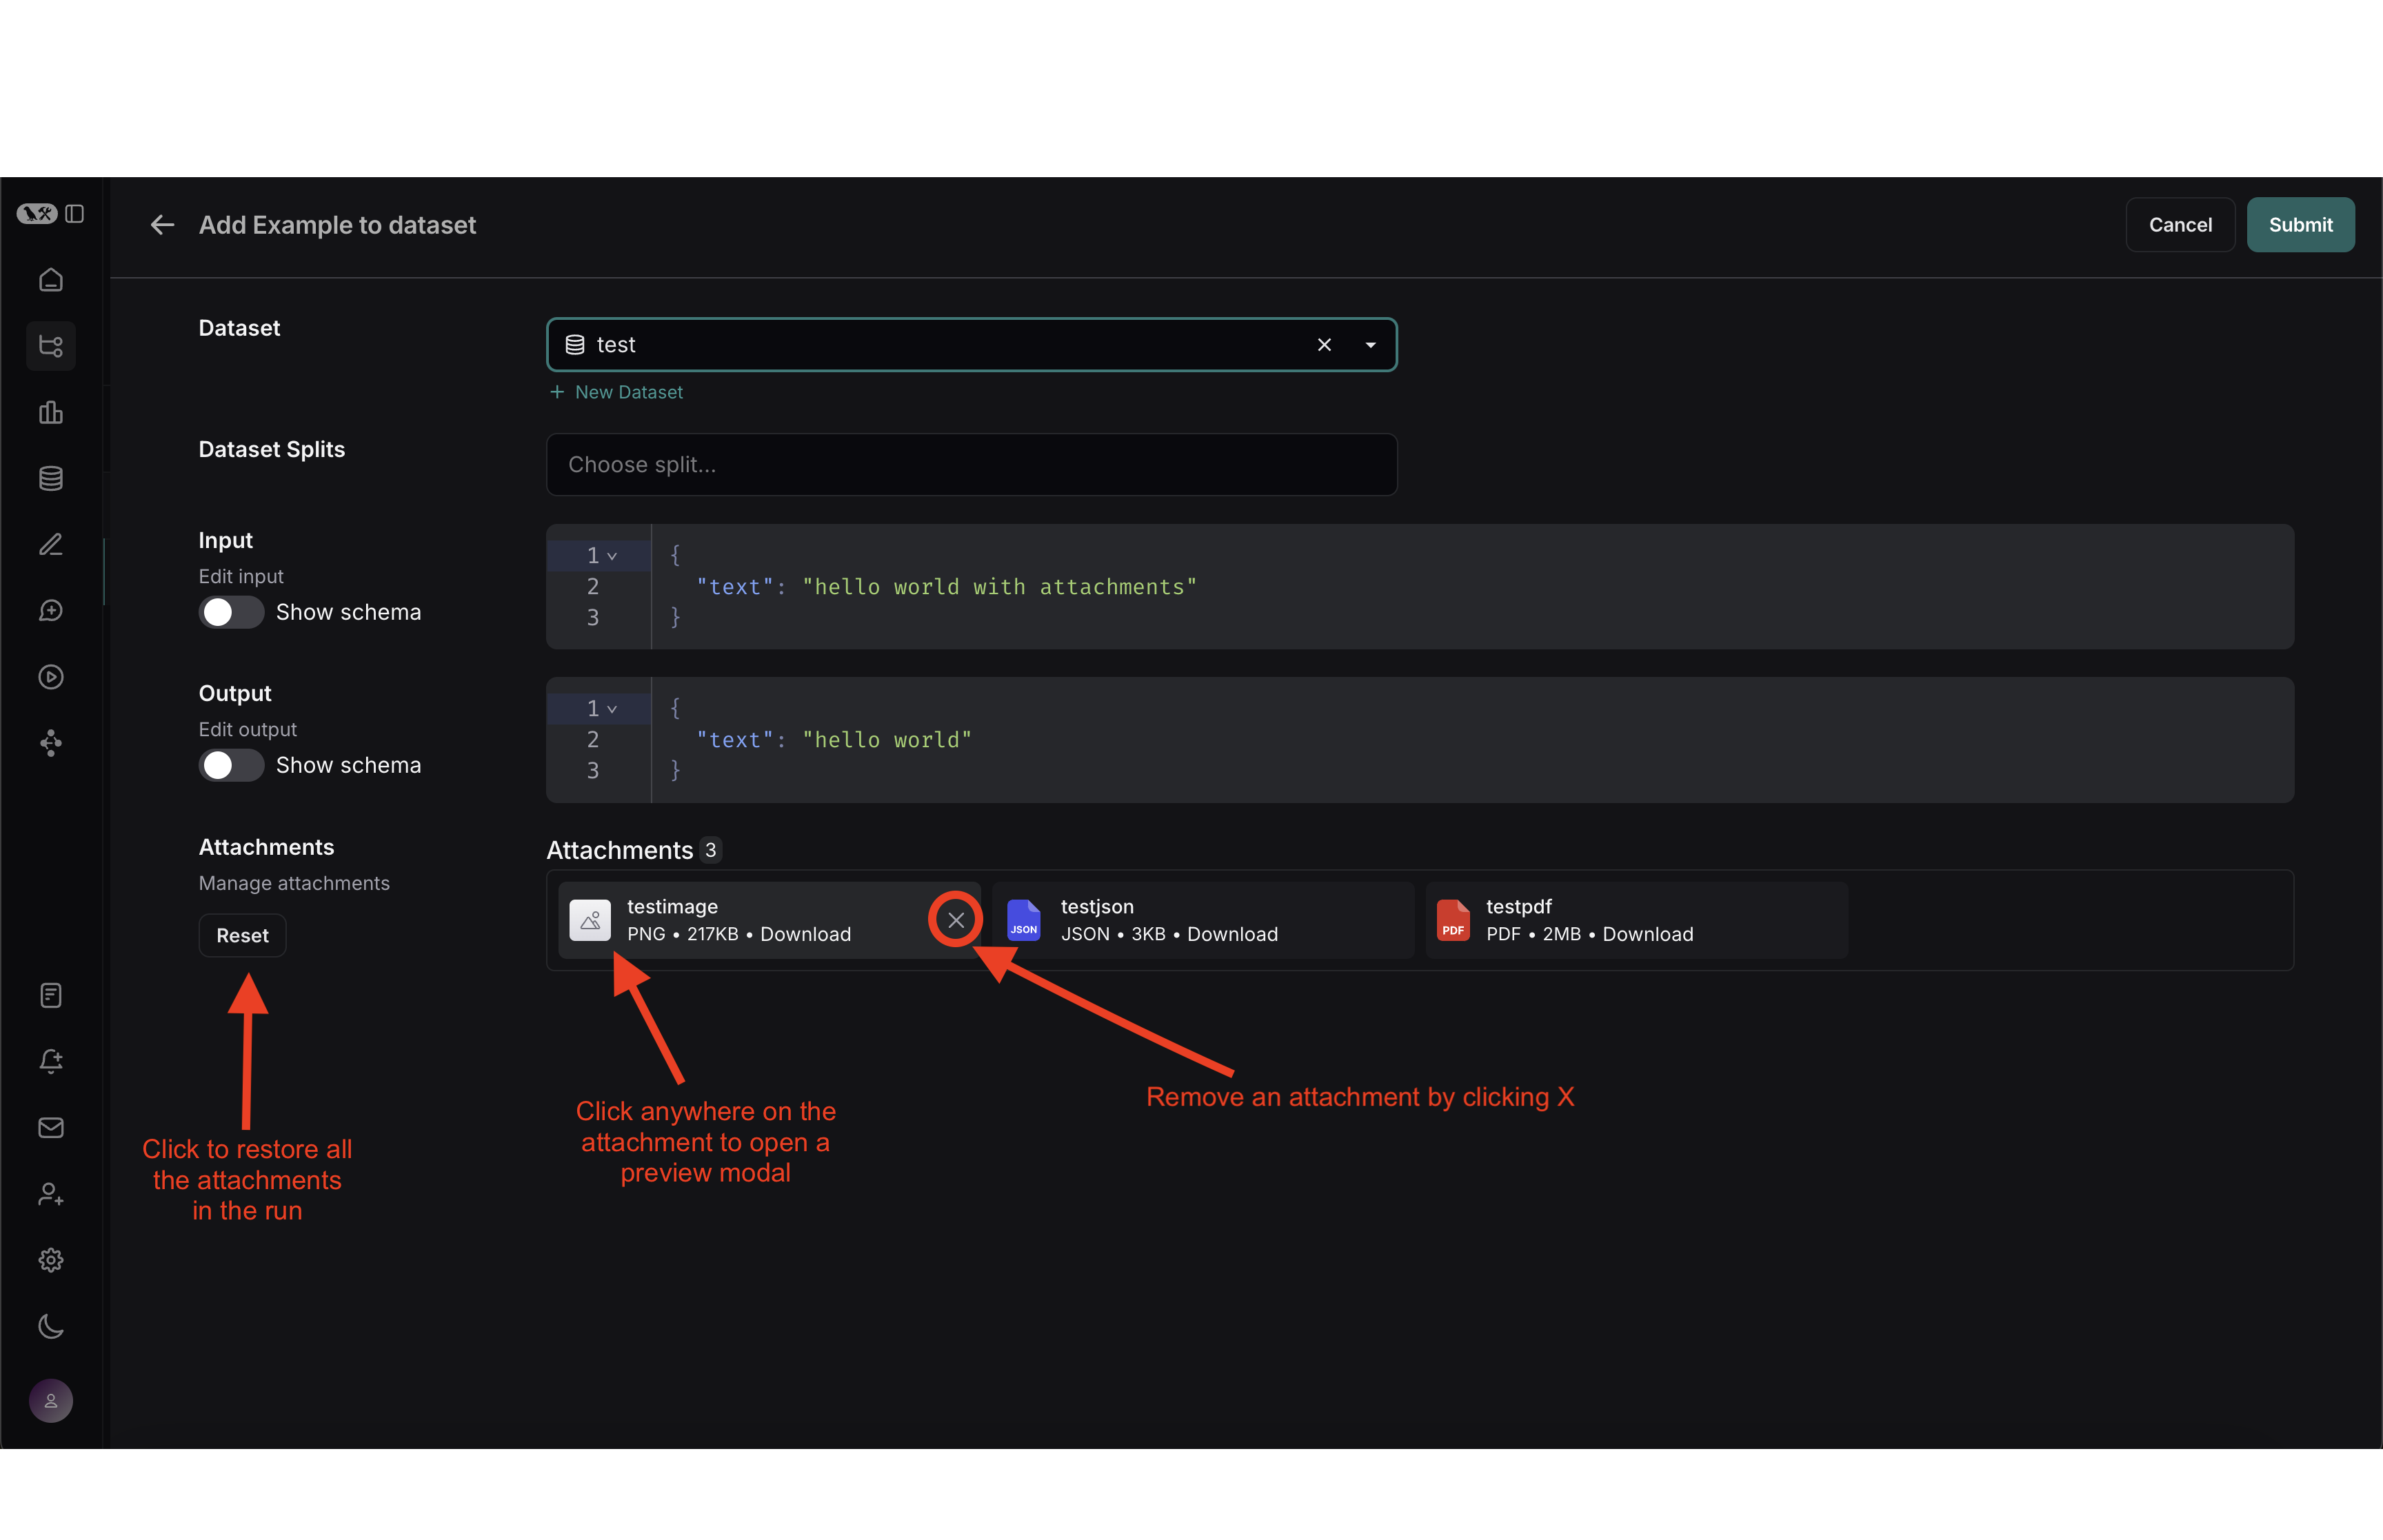 Add Example to dataset
Cancel
Submit
Dataset
test
New Dataset
Dataset Splits
Choose split...
Input
Edit input
Show schema
1
{
2
"text": "hello world with attachments"
3
}
Output
Edit output
Show schema
1
{
2
"text": "hello world"
3
}
Attachments
Manage attachments
Reset
Attachments 3
testimage
PNG • 217KB • Download
JSON
testjson
JSON • 3KB • Download
PDF
testpdf
PDF • 2MB • Download
Click to restore all
the attachments
in the run
Click anywhere on the
attachment to open a
preview modal
Remove an attachment by clicking X